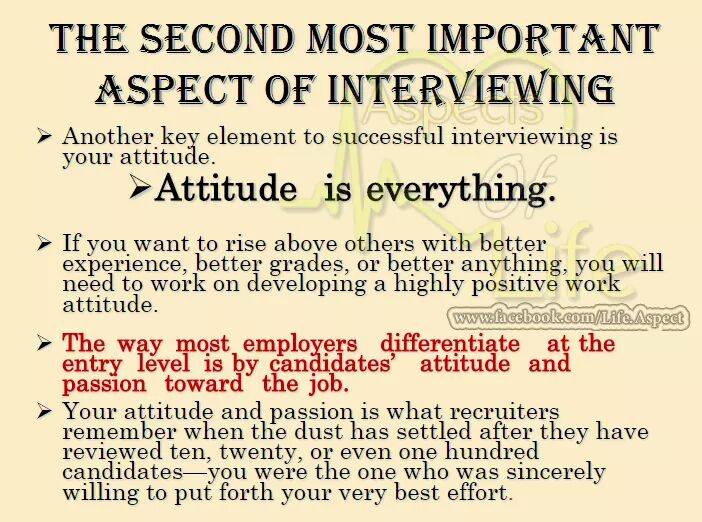 THE SECOND MOST IMPORTANT
ASPECT OF INTERVIEWING
➢ Another key element to successful interviewing is
your attitude.
➢Attitude is everything.
➢ If you want to rise above others with better
experience, better grades, or better anything, you will
need to work on developing a highly positive work
attitude.
➢ The way most employers differentiate at the
entry level is by candidates’ attitude and
passion toward the job.
➢ Your attitude and passion is what recruiters
remember when the dust has settled after they have
reviewed ten, twenty, or even one hundred
candidates—you were the one who was sincerely
willing to put forth your very best effort.
Aspects
Of
Life
www.facebook.com/Life.Aspect